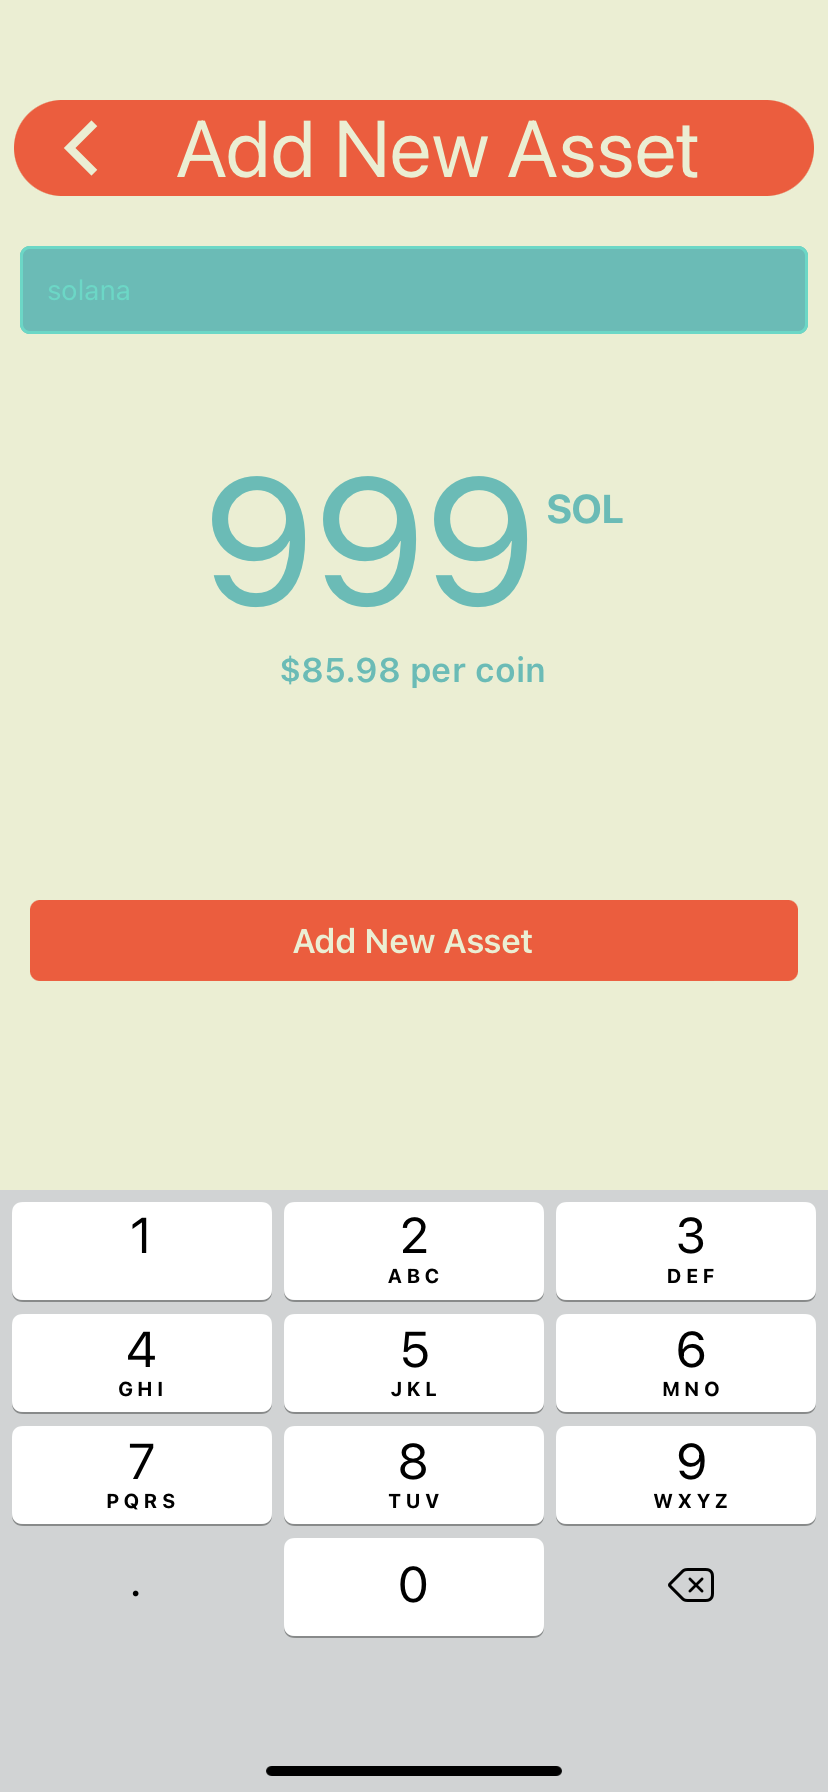 Add New Asset
solana
999 SOL
$85.98 per coin
Add New Asset
1 2 3
ABC DEF
4 5 6
GHI JKL MNO
7 8 9
PQRS TUV WXYZ
. 0